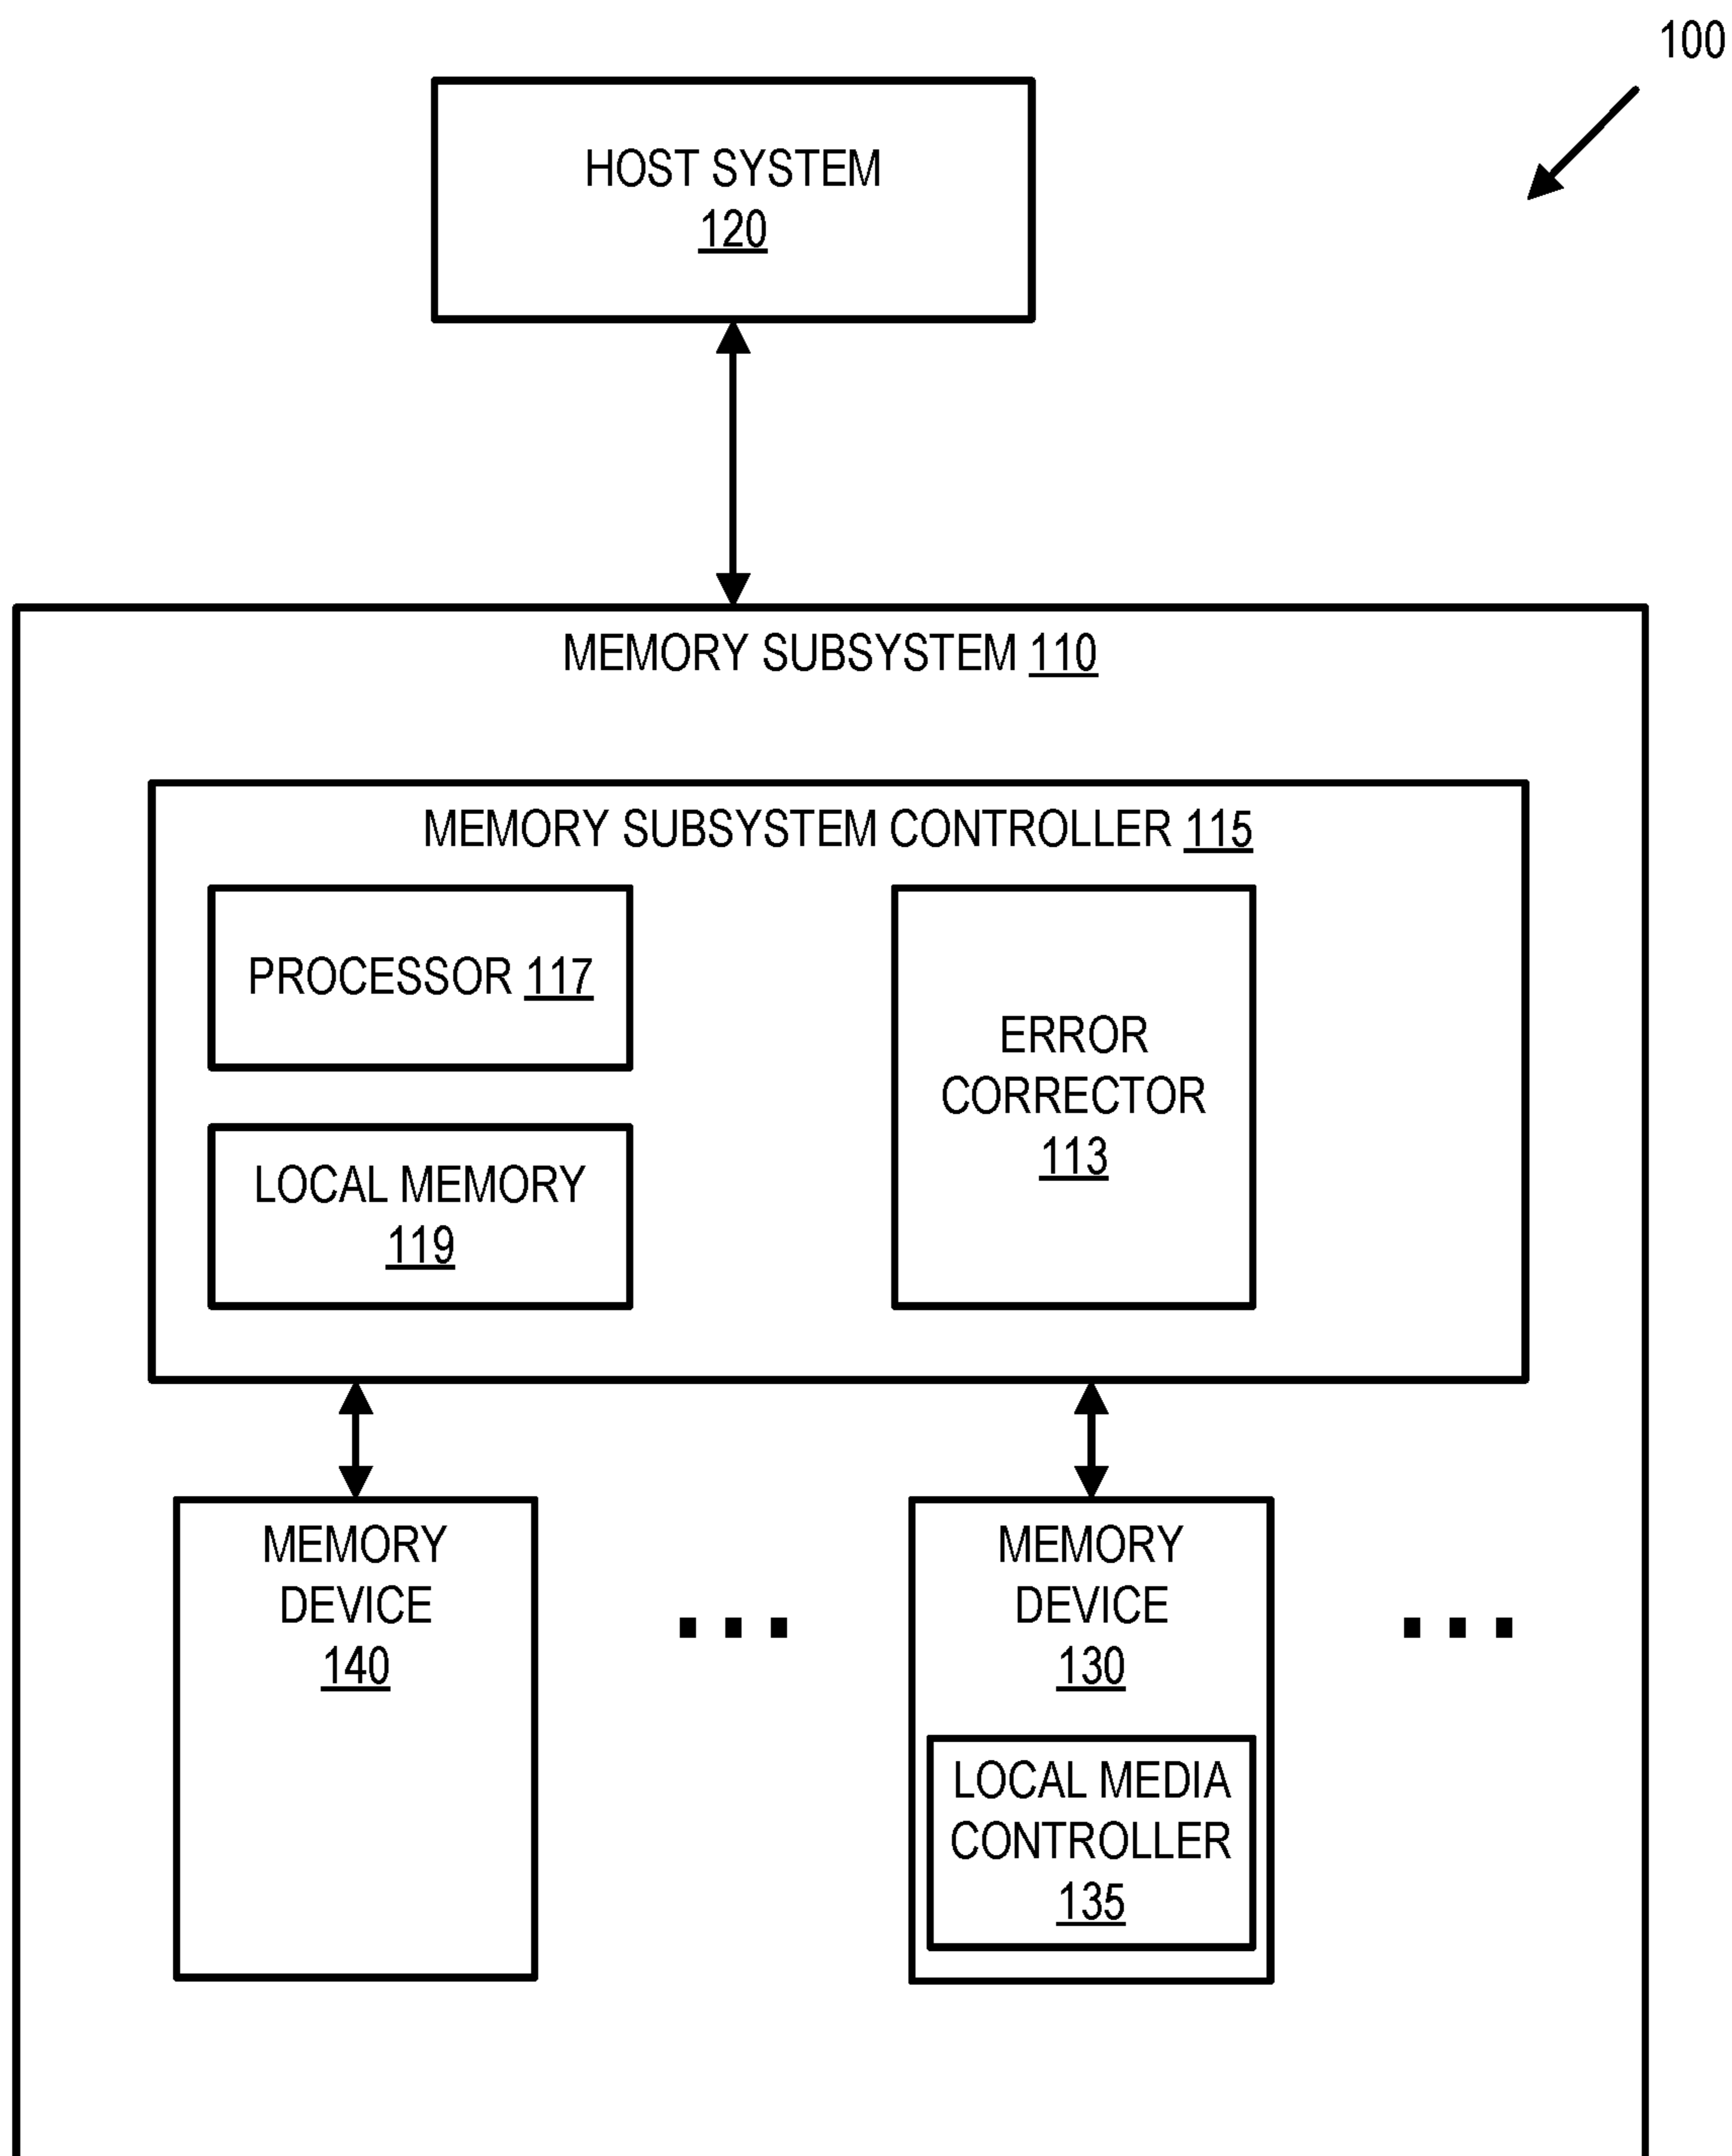 100
HOST SYSTEM
120
MEMORY SUBSYSTEM 110
MEMORY SUBSYSTEM CONTROLLER 115
PROCESSOR 117
LOCAL MEMORY
119
ERROR
CORRECTOR
113
MEMORY
DEVICE
140
...
MEMORY
DEVICE
130
LOCAL MEDIA
CONTROLLER
135
...